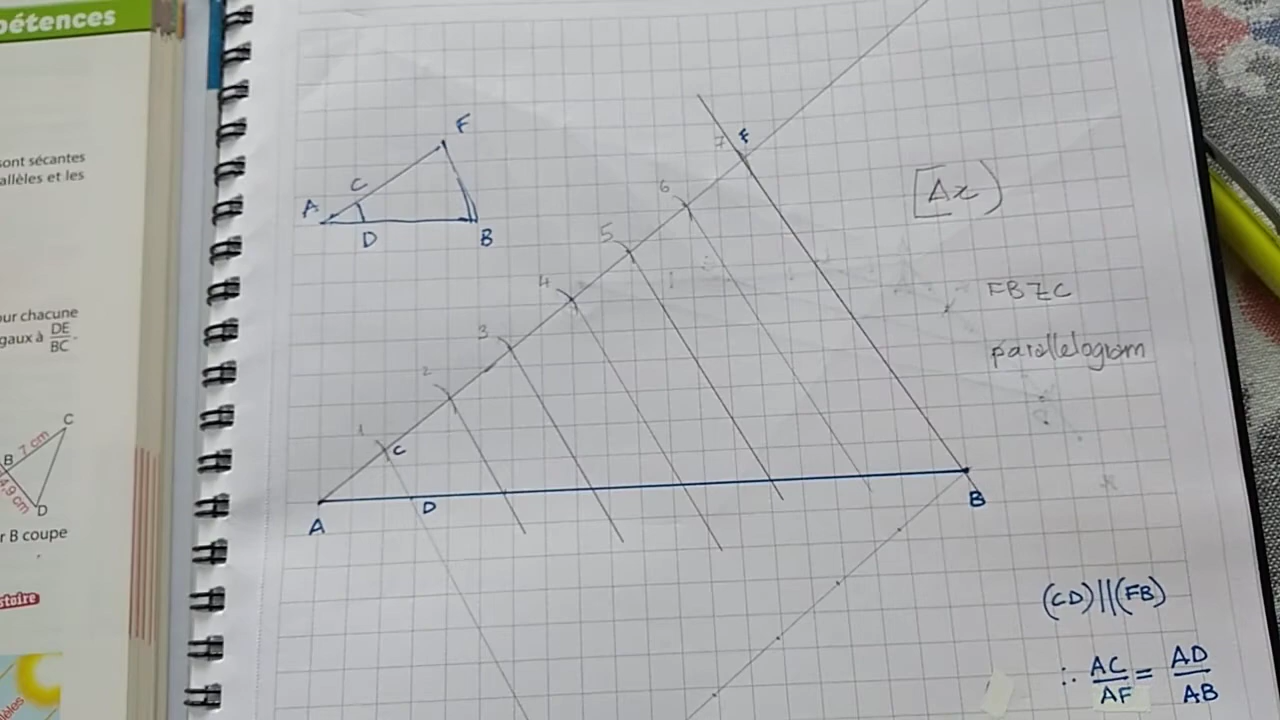 pétences
sont sécantes
allèles et les
our chacune
gaux à DE
BC
C
B 7 cm
4,9 cm
D
r B coupe
stoire
F
C
A
D
B
7 F
6
5
4
3
2
1
C
A
D
B
[Ax)
FBZC
parallelogram
(CD)||(FB)
∴ AC/AF = AD/AB